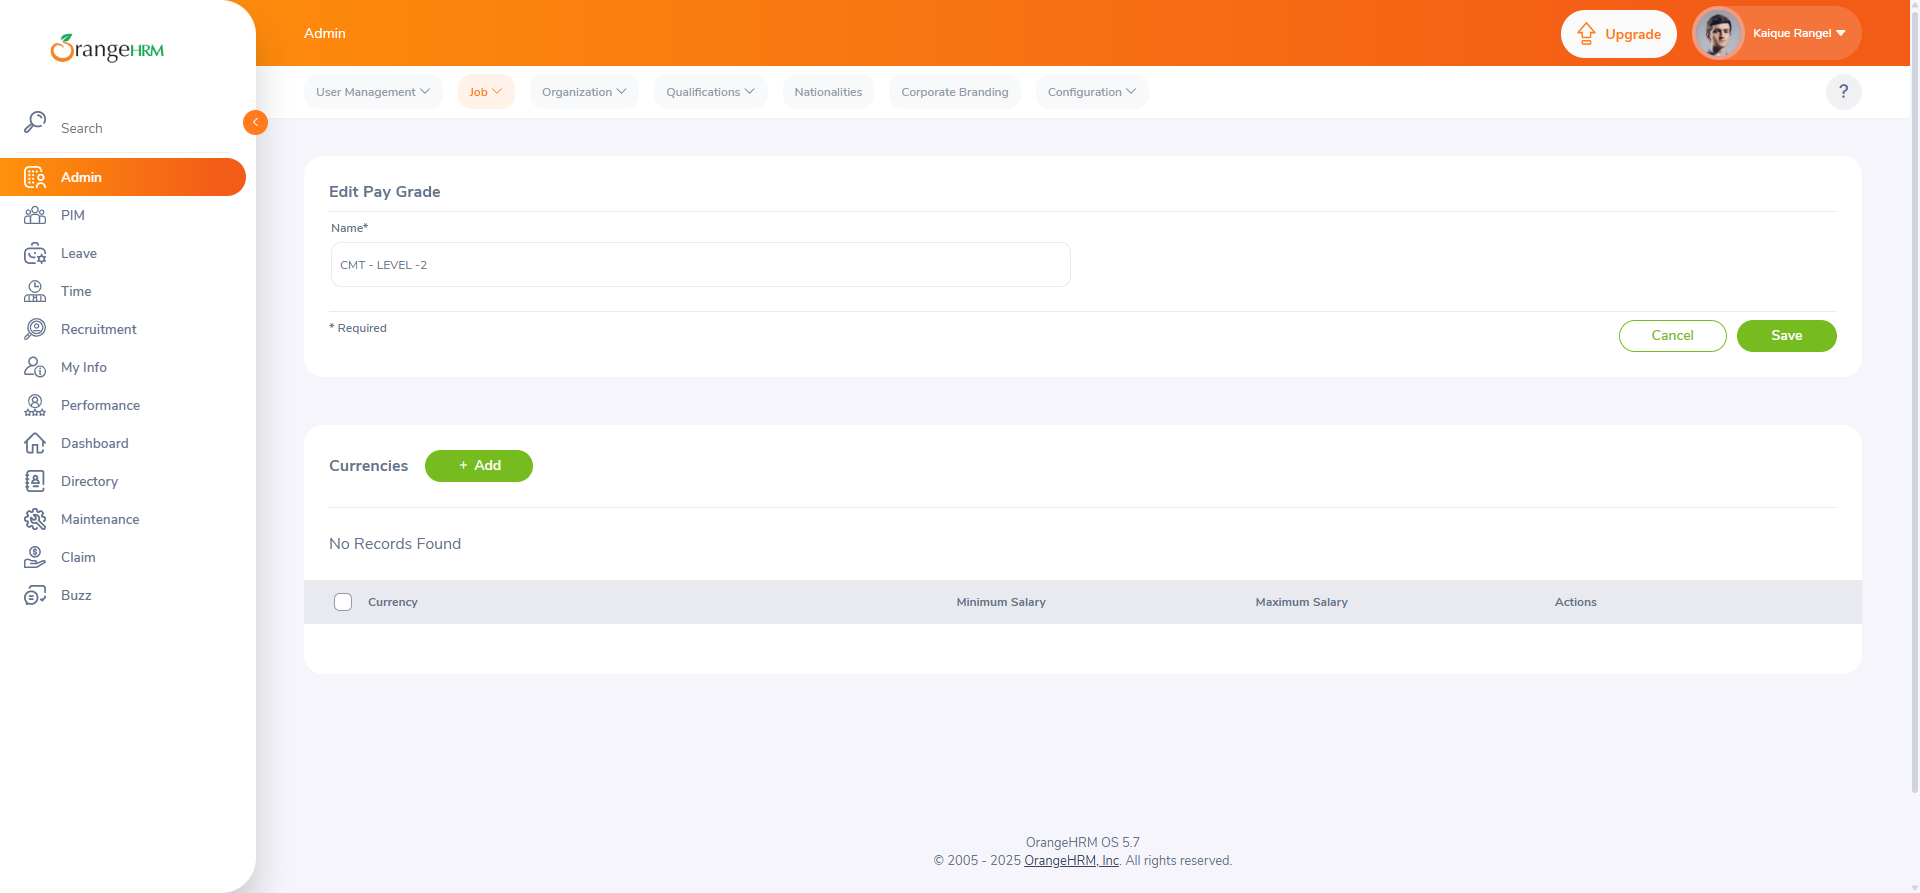 OrangeHRM
Admin
Upgrade
Kaique Rangel
Search
User Management
Job
Organization
Qualifications
Nationalities
Corporate Branding
Configuration
?
Admin
PIM
Leave
Time
Recruitment
My Info
Performance
Dashboard
Directory
Maintenance
Claim
Buzz
Edit Pay Grade
Name*
CMT - LEVEL -2
* Required
Cancel
Save
Currencies
+ Add
No Records Found
Currency Minimum Salary Maximum Salary Actions
OrangeHRM OS 5.7
© 2005 - 2025 OrangeHRM, Inc. All rights reserved.